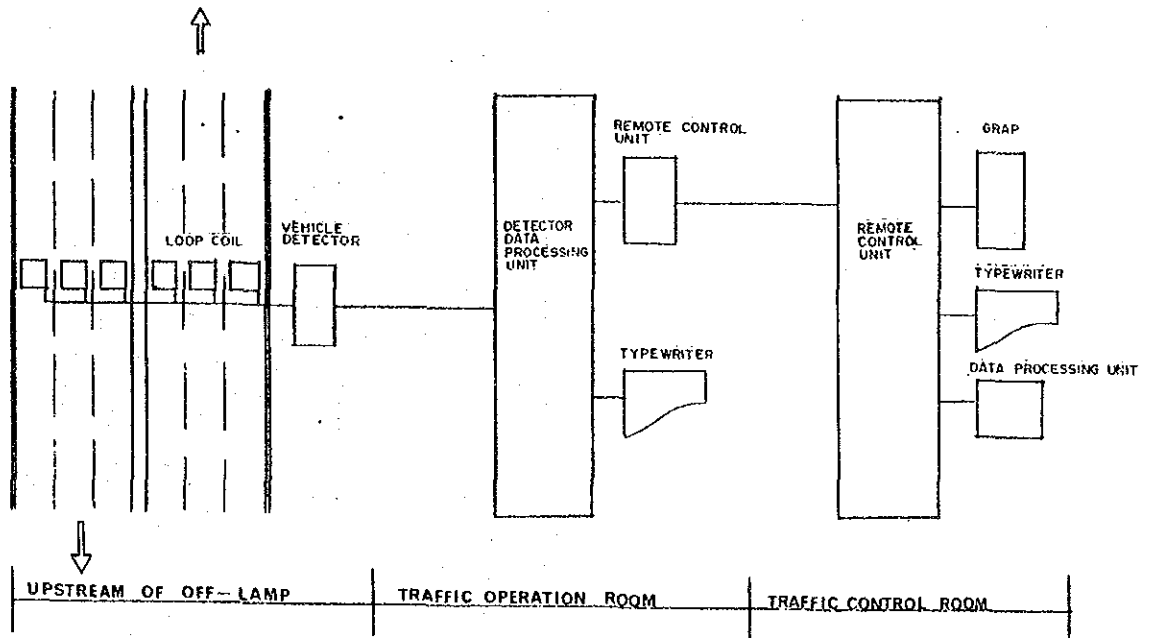 REMOTE CONTROL
UNIT
GRAP
LOOP COIL
VEHICLE
DETECTOR
DETECTOR
DATA
PROCESSING
UNIT
REMOTE
CONTROL
UNIT
TYPEWRITER
TYPEWRITER
DATA PROCESSING UNIT
UPSTREAM OF OFF-LAMP
TRAFFIC OPERATION ROOM
TRAFFIC CONTROL ROOM